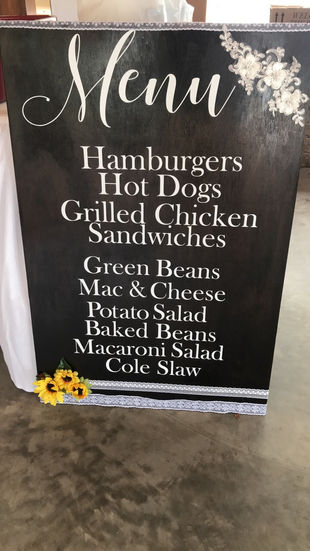 Menu
Hamburgers
Hot Dogs
Grilled Chicken
Sandwiches
Green Beans
Mac & Cheese
Potato Salad
Baked Beans
Macaroni Salad
Cole Slaw